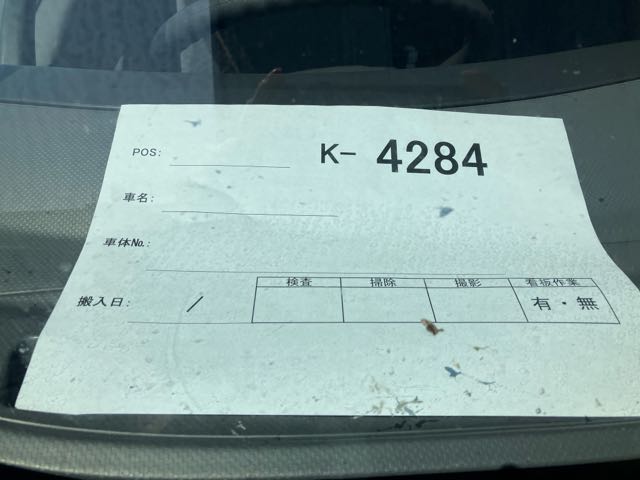 POS: K- 4284
車名:
車体No.:
検査 掃除 撮影 看板作業
搬入日: / 有・無